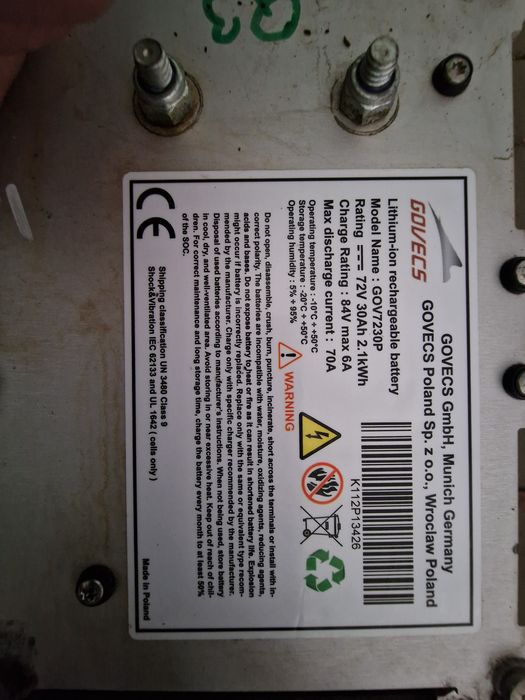 GOVECS
GOVECS GmbH, Munich Germany
GOVECS Poland Sp. z o.o., Wroclaw Poland
Lithium-ion rechargeable battery
Model Name : GOV7230P
Rating 72V 30Ah 2.1kWh
Charge Rating : 84V max 6A
Max discharge current : 70A
K112P13426
Operating temperature : -10°C ÷ +50°C
Storage temperature : -20°C ÷ +50°C
Operating humidity : 5% ÷ 95%
WARNING
Do not open, disassemble, crush, burn, puncture, incinerate, short across the terminals or install with in-
correct polarity. The batteries are incompatible with water, moisture, oxidizing agents, reducing agents,
acids and bases. Do not expose battery to heat or fire as it can result in shortened battery life. Explosion
might occur if battery is incorrectly replaced. Replace only with the same or equivalent type recom-
mended by the manufacturer. Charge only with specific charger recommended by the manufacturer.
Disposal of used batteries according to manufacturer's instructions. When not being used, store battery
in cool, dry, and well-ventilated area. Avoid storing in or near excessive heat. Keep out of reach of chil-
dren. For correct maintenance and long storage time, charge the battery every month to at least 50%
of the SOC.
CE
Shipping classification UN 3480 Class 9
Shock&Vibration IEC 62133 and UL 1642 ( cells only )
Made in Poland